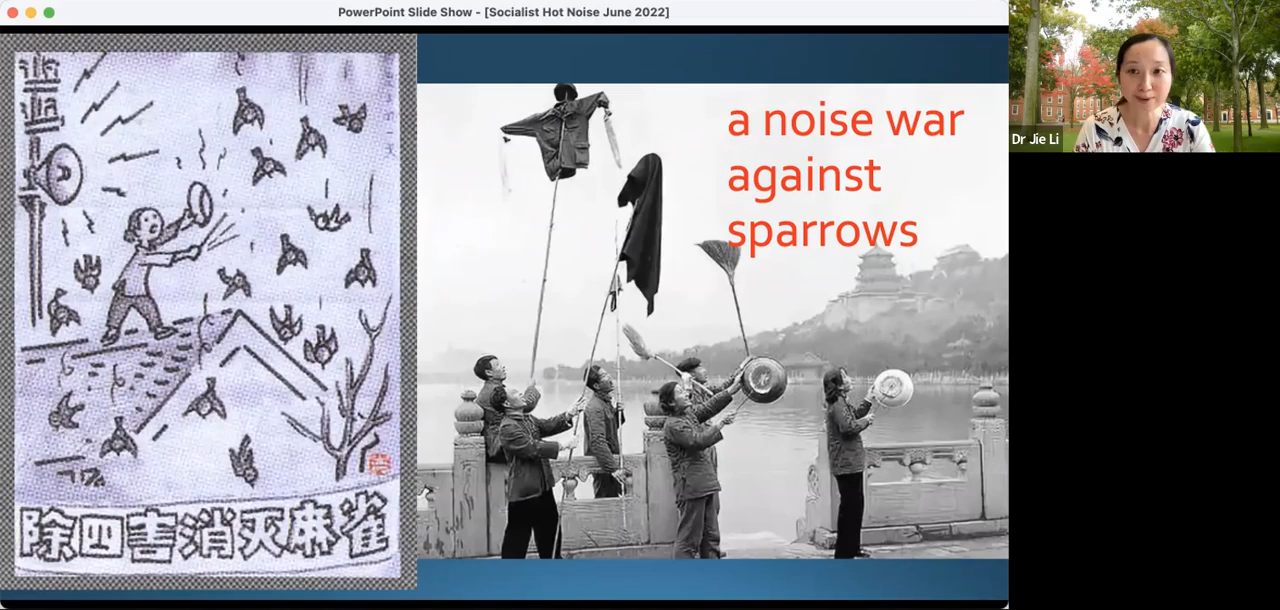 PowerPoint Slide Show - [Socialist Hot Noise June 2022]
a noise war
against
sparrows
除四害消灭麻雀
Dr Jie Li